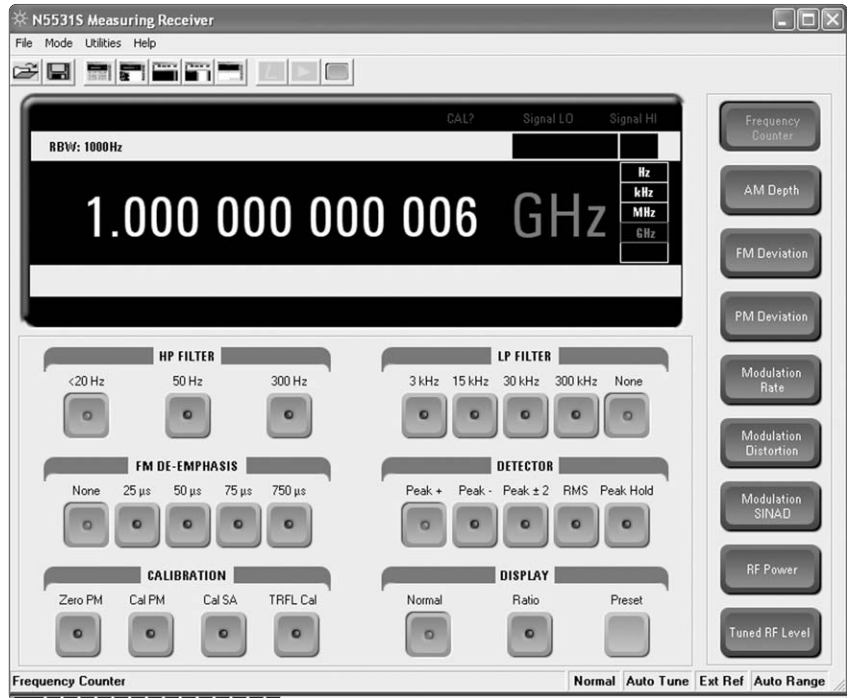 N5531S Measuring Receiver
File Mode Utilities Help
CAL? Signal LO Signal HI
RBW: 1000Hz
1.000 000 000 006 GHz
Hz
kHz
MHz
GHz
Frequency
Counter
AM Depth
FM Deviation
PM Deviation
Modulation
Rate
Modulation
Distortion
Modulation
SINAD
RF Power
Tuned RF Level
HP FILTER
<20 Hz 50 Hz 300 Hz
LP FILTER
3 kHz 15 kHz 30 kHz 300 kHz None
FM DE-EMPHASIS
None 25 µs 50 µs 75 µs 750 µs
DETECTOR
Peak + Peak - Peak ± 2 RMS Peak Hold
CALIBRATION
Zero PM Cal PM Cal SA TRFL Cal
DISPLAY
Normal Ratio Preset
Frequency Counter Normal Auto Tune Ext Ref Auto Range